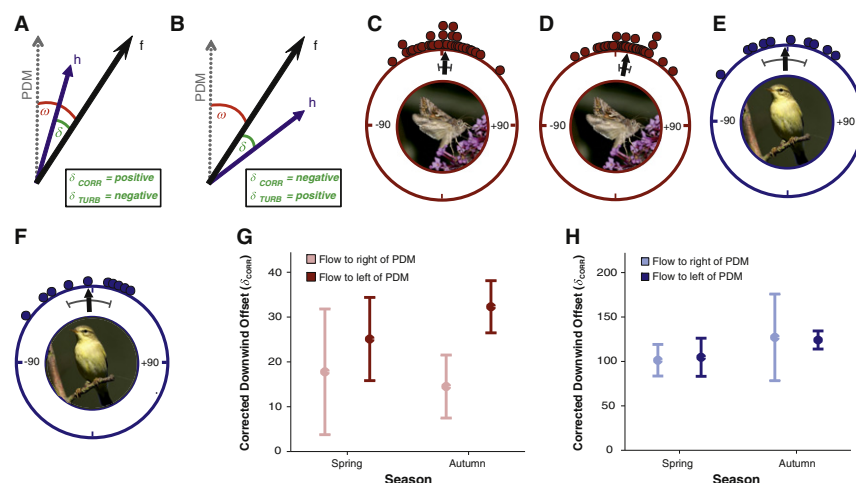 A
PDM
h
f
ω
δ
δ CORR = positive
δ TURB = negative
B
PDM
f
h
ω
δ
δ CORR = negative
δ TURB = positive
C
-90
+90
D
-90
+90
E
-90
+90
F
-90
+90
G
Flow to right of PDM
Flow to left of PDM
Corrected Downwind Offset (δCORR)
40
30
20
10
0
Spring
Autumn
Season
H
Flow to right of PDM
Flow to left of PDM
Corrected Downwind Offset (δCORR)
200
150
100
50
0
Spring
Autumn
Season